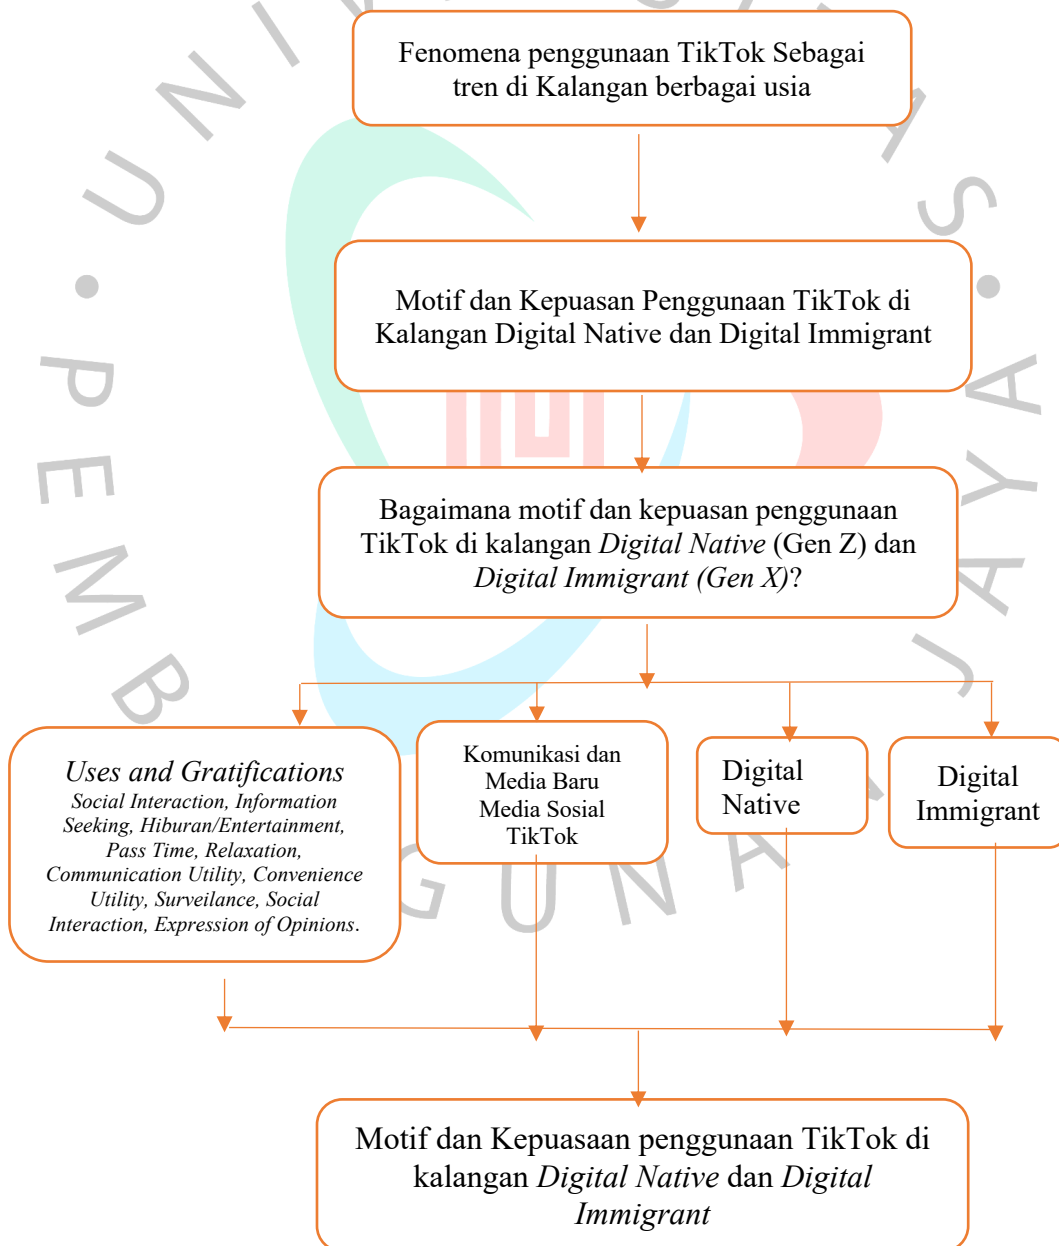 Fenomena penggunaan TikTok Sebagai
tren di Kalangan berbagai usia
Motif dan Kepuasan Penggunaan TikTok di
Kalangan Digital Native dan Digital Immigrant
Bagaimana motif dan kepuasan penggunaan
TikTok di kalangan Digital Native (Gen Z) dan
Digital Immigrant (Gen X)?
Uses and Gratifications
Social Interaction, Information
Seeking, Hiburan/Entertainment,
Pass Time, Relaxation,
Communication Utility, Convenience
Utility, Surveilance, Social
Interaction, Expression of Opinions.
Komunikasi dan
Media Baru
Media Sosial
TikTok
Digital
Native
Digital
Immigrant
Motif dan Kepuasaan penggunaan TikTok di
kalangan Digital Native dan Digital
Immigrant